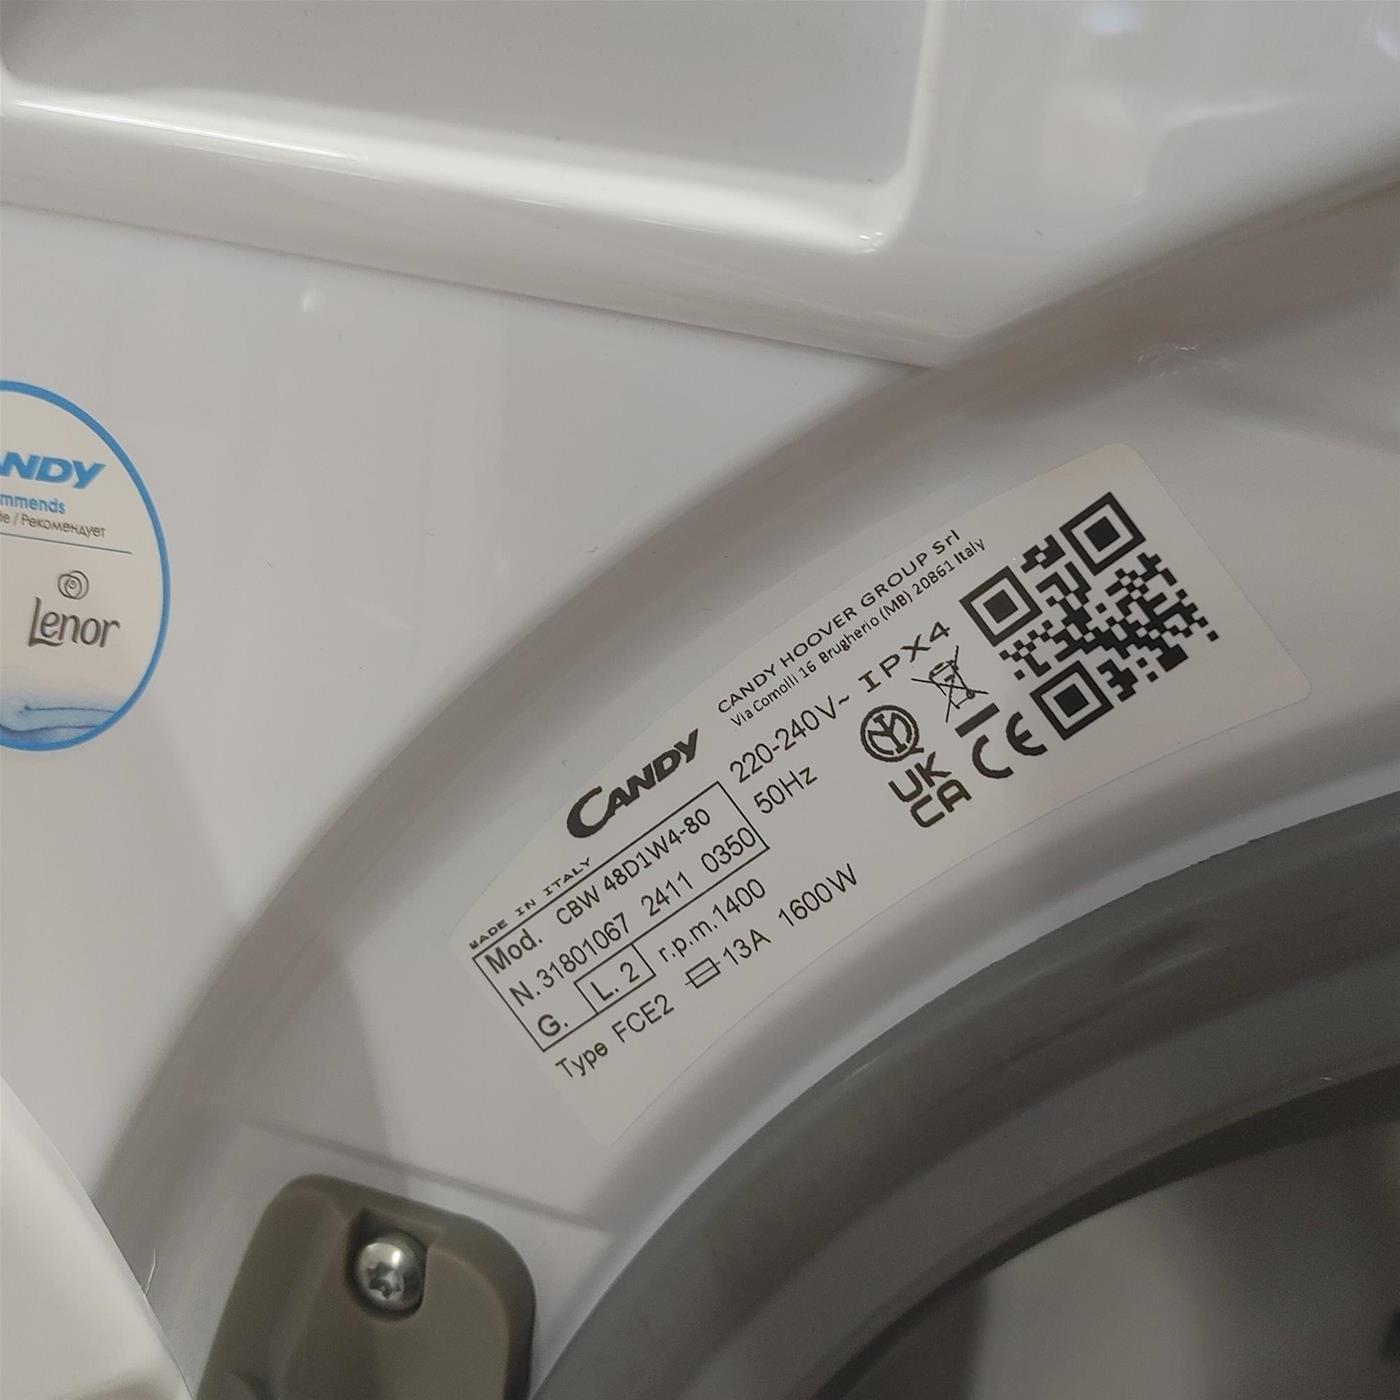 NDY
mmends
de / Рекомендует
Lenor
CANDY
CANDY HOOVER GROUP Srl
Via Comolli 16 Brugherio (MB) 20861 Italy
MADE IN ITALY
Mod. CBW 48D1W4-80
220-240V~ IPX4
N. 31801067 2411 0350
50Hz
G. L. 2 r.p.m. 1400
Type FCE2 13A 1600W
UK
CA
CE